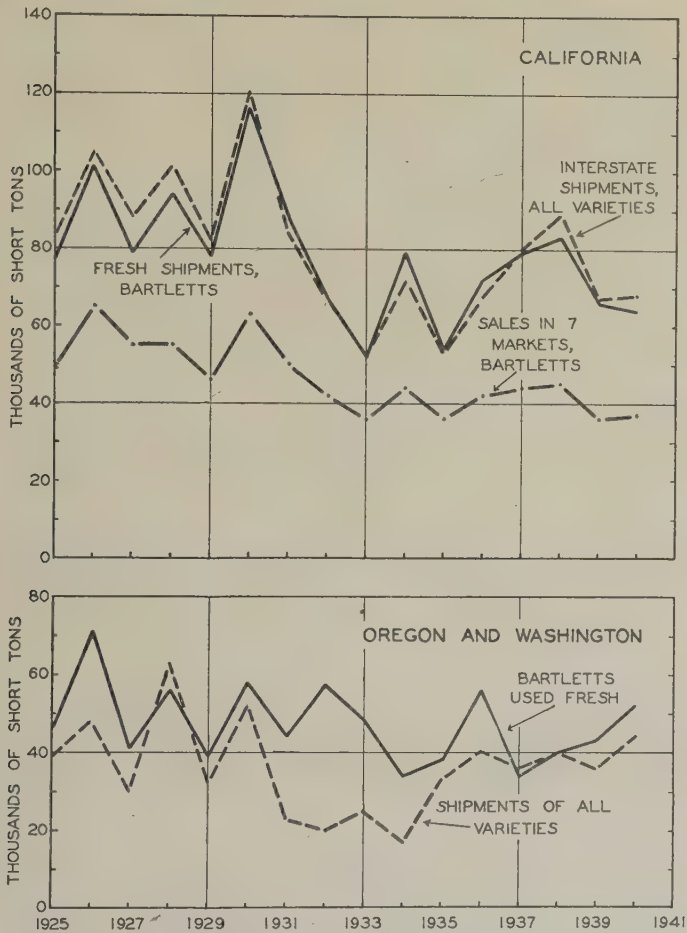 140
120
100
80
60
40
20
0
THOUSANDS OF SHORT TONS
CALIFORNIA
INTERSTATE
SHIPMENTS,
ALL VARIETIES
FRESH SHIPMENTS,
BARTLETTS
SALES IN 7
MARKETS,
BARTLETTS
80
60
40
20
0
THOUSANDS OF SHORT TONS
OREGON AND WASHINGTON
BARTLETTS
USED FRESH
SHIPMENTS OF ALL
VARIETIES
1925 1927 1929 1931 1933 1935 1937 1939 1941